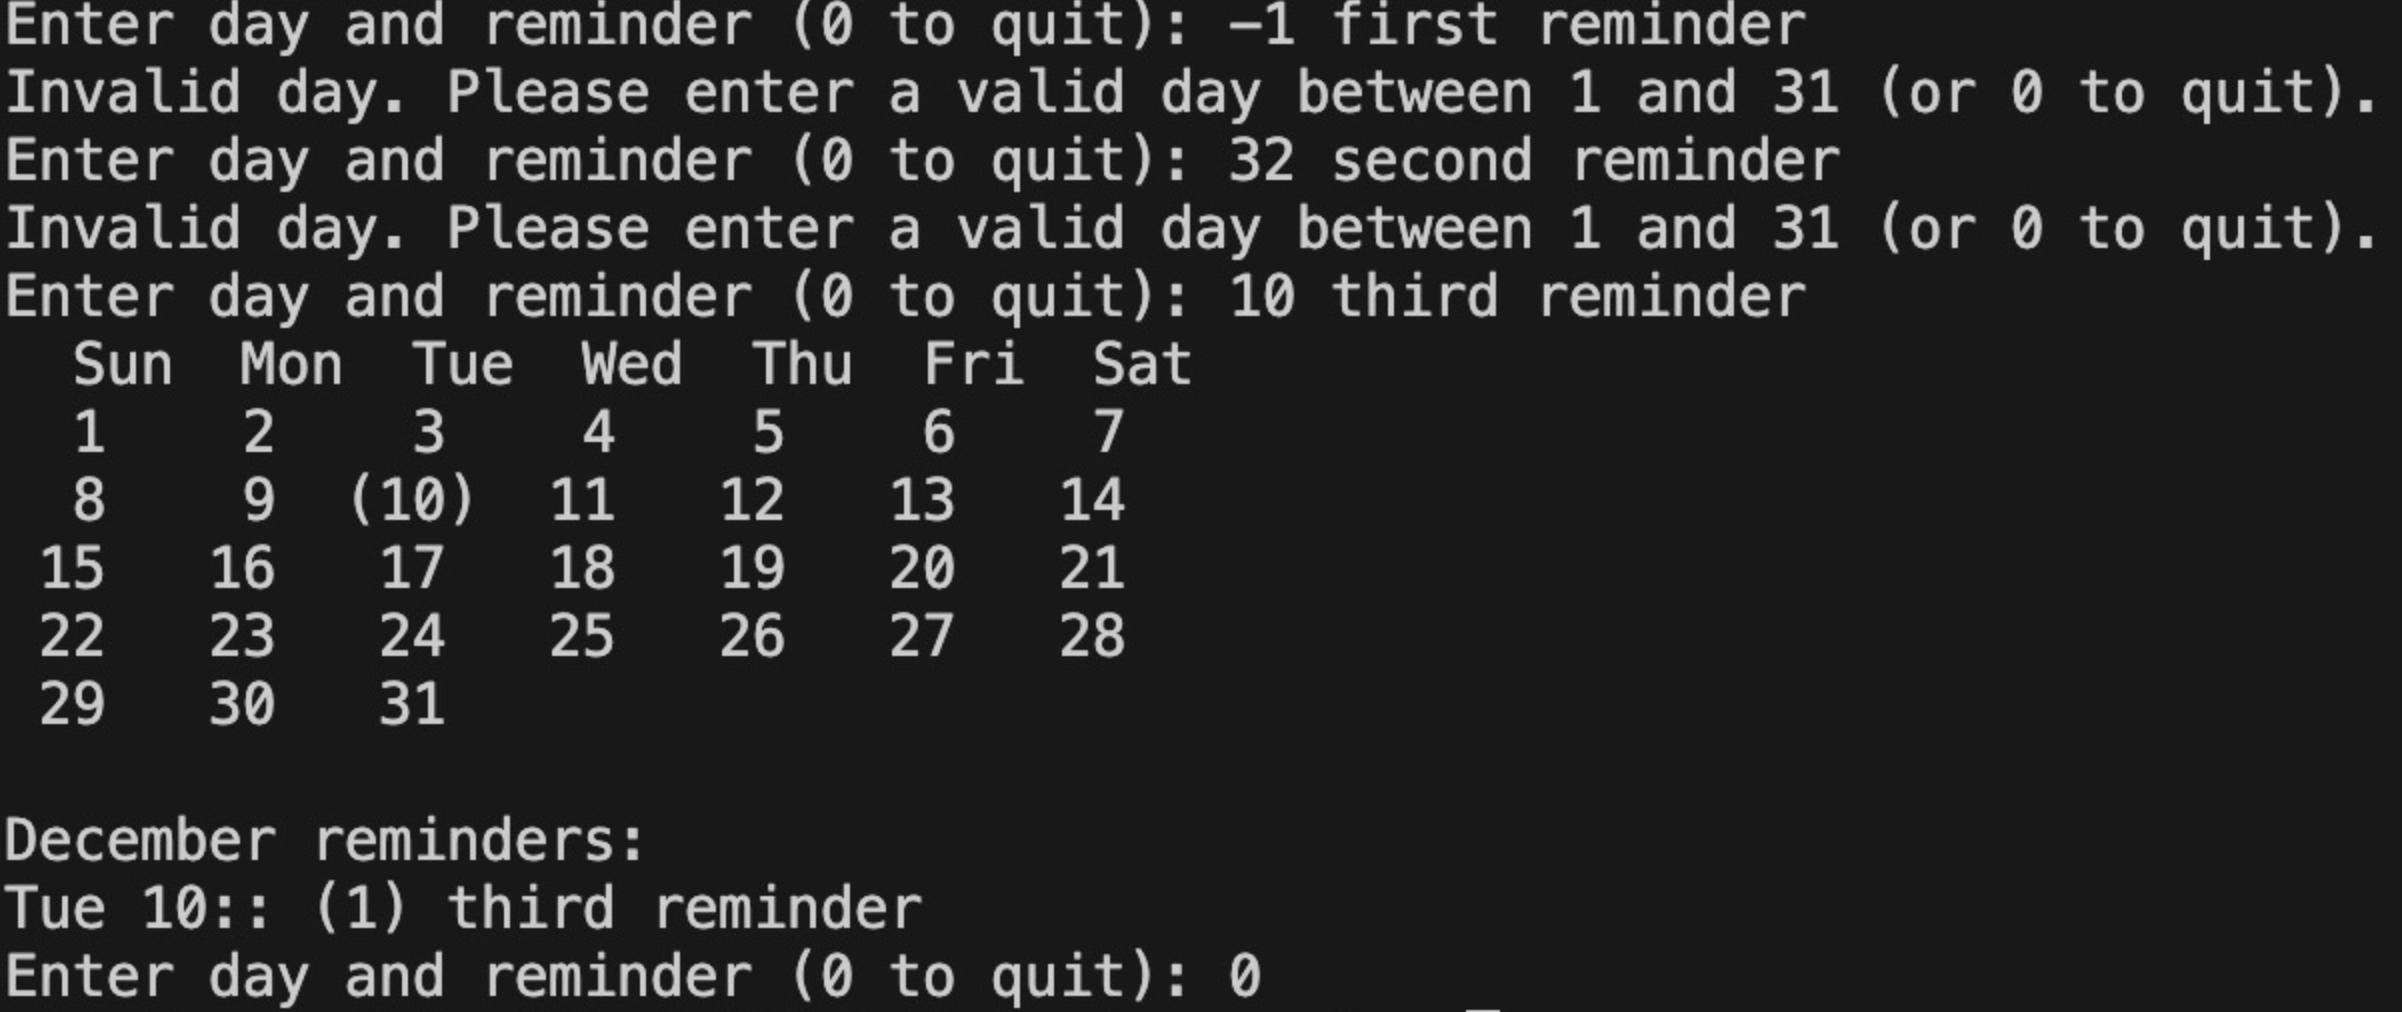 Enter day and reminder (0 to quit): -1 first reminder
Invalid day. Please enter a valid day between 1 and 31 (or 0 to quit).
Enter day and reminder (0 to quit): 32 second reminder
Invalid day. Please enter a valid day between 1 and 31 (or 0 to quit).
Enter day and reminder (0 to quit): 10 third reminder
  Sun  Mon  Tue  Wed  Thu  Fri  Sat
  1    2    3    4    5    6    7
  8    9  (10)  11   12   13   14
 15   16   17   18   19   20   21
 22   23   24   25   26   27   28
 29   30   31
December reminders:
Tue 10:: (1) third reminder
Enter day and reminder (0 to quit): 0